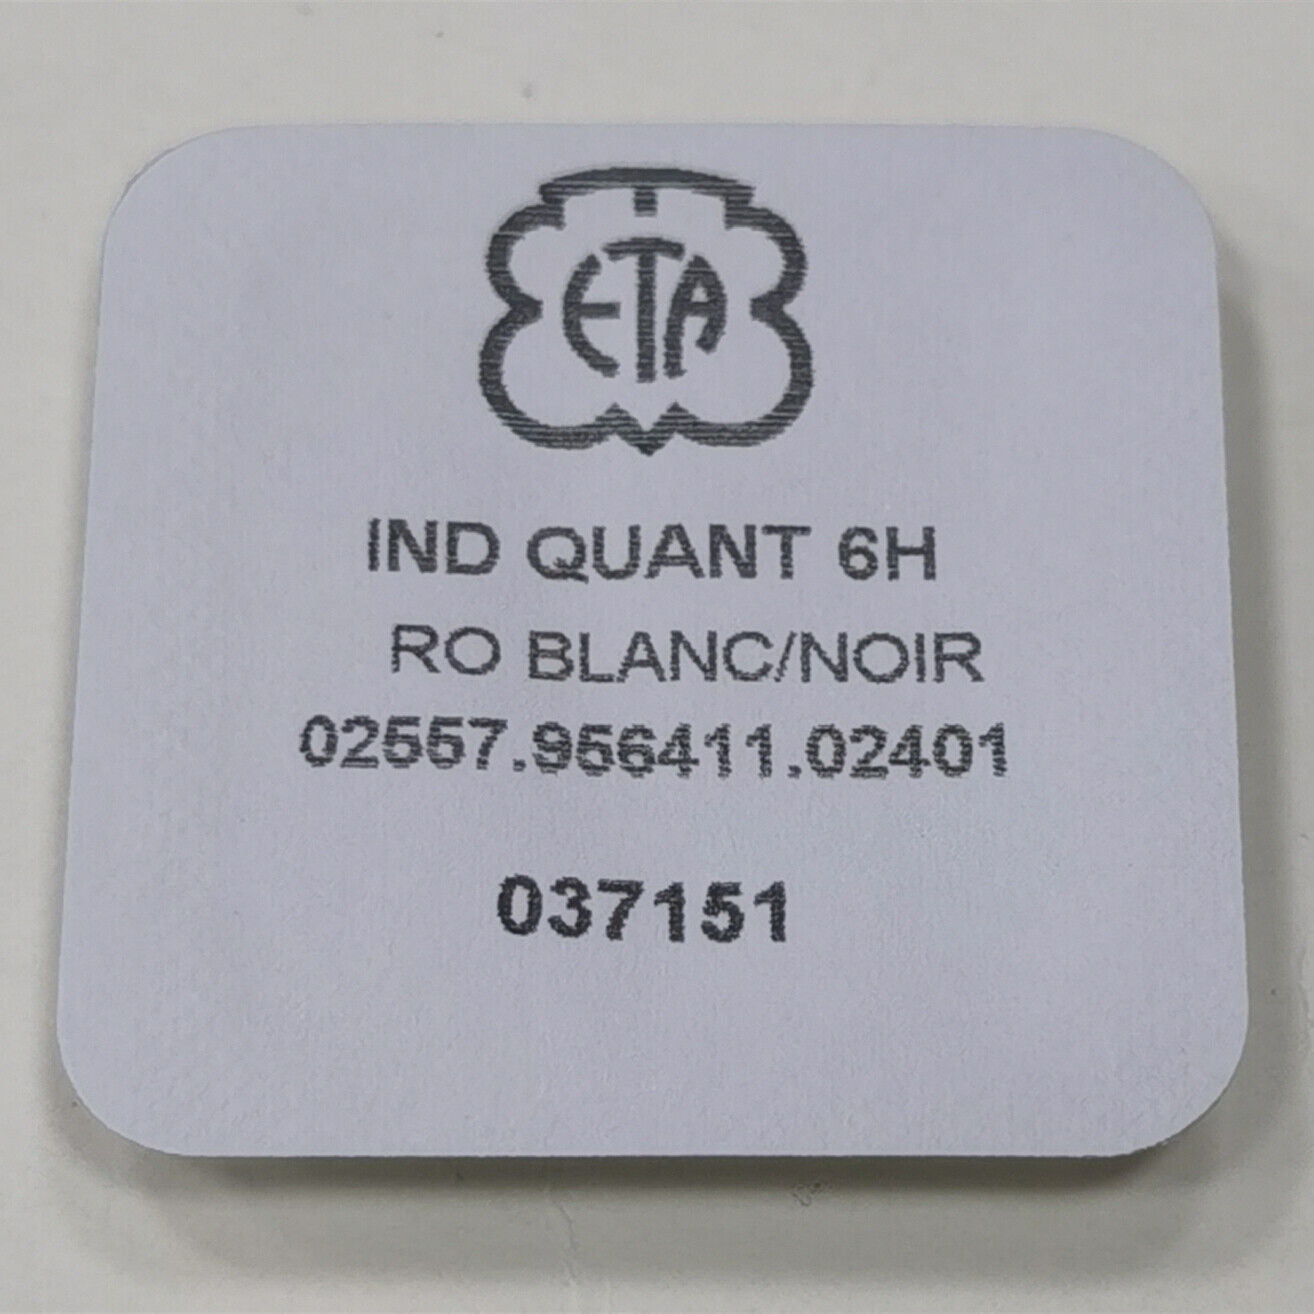 ETA
IND QUANT 6H
RO BLANC/NOIR
02557.956411.02401
037151